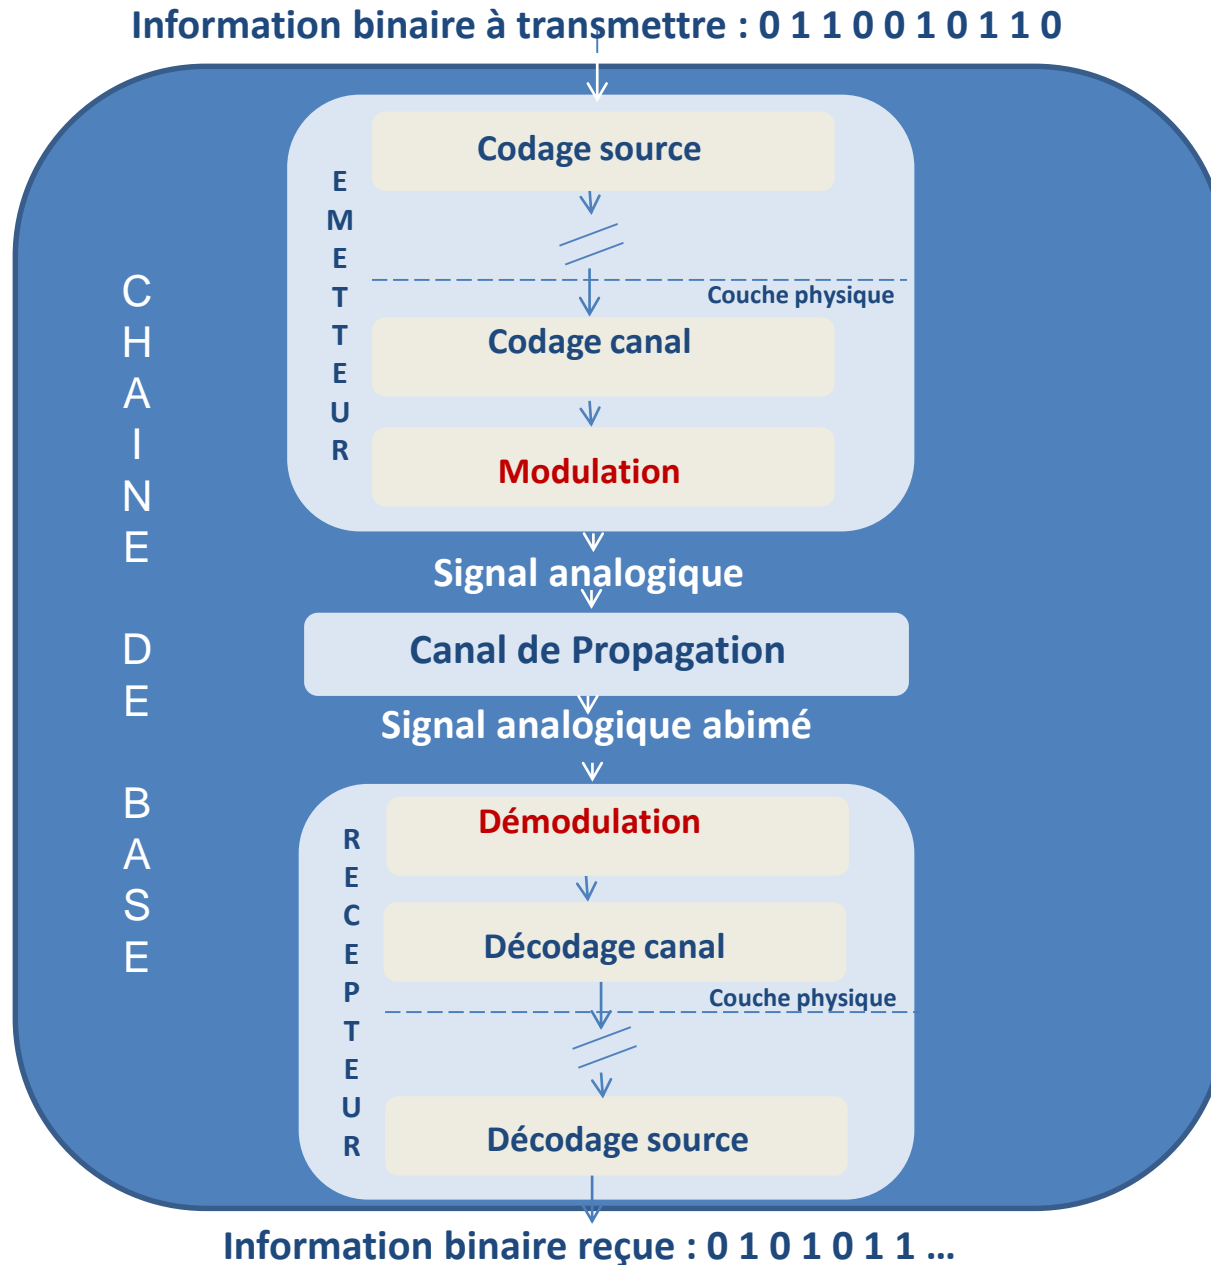 Information binaire à transmettre : 0 1 1 0 0 1 0 1 1 0
CHAINE DE BASE
EMETTEUR
Codage source
Couche physique
Codage canal
Modulation
Signal analogique
Canal de Propagation
Signal analogique abimé
RECEPTEUR
Démodulation
Décodage canal
Couche physique
Décodage source
Information binaire reçue : 0 1 0 1 0 1 1 ...